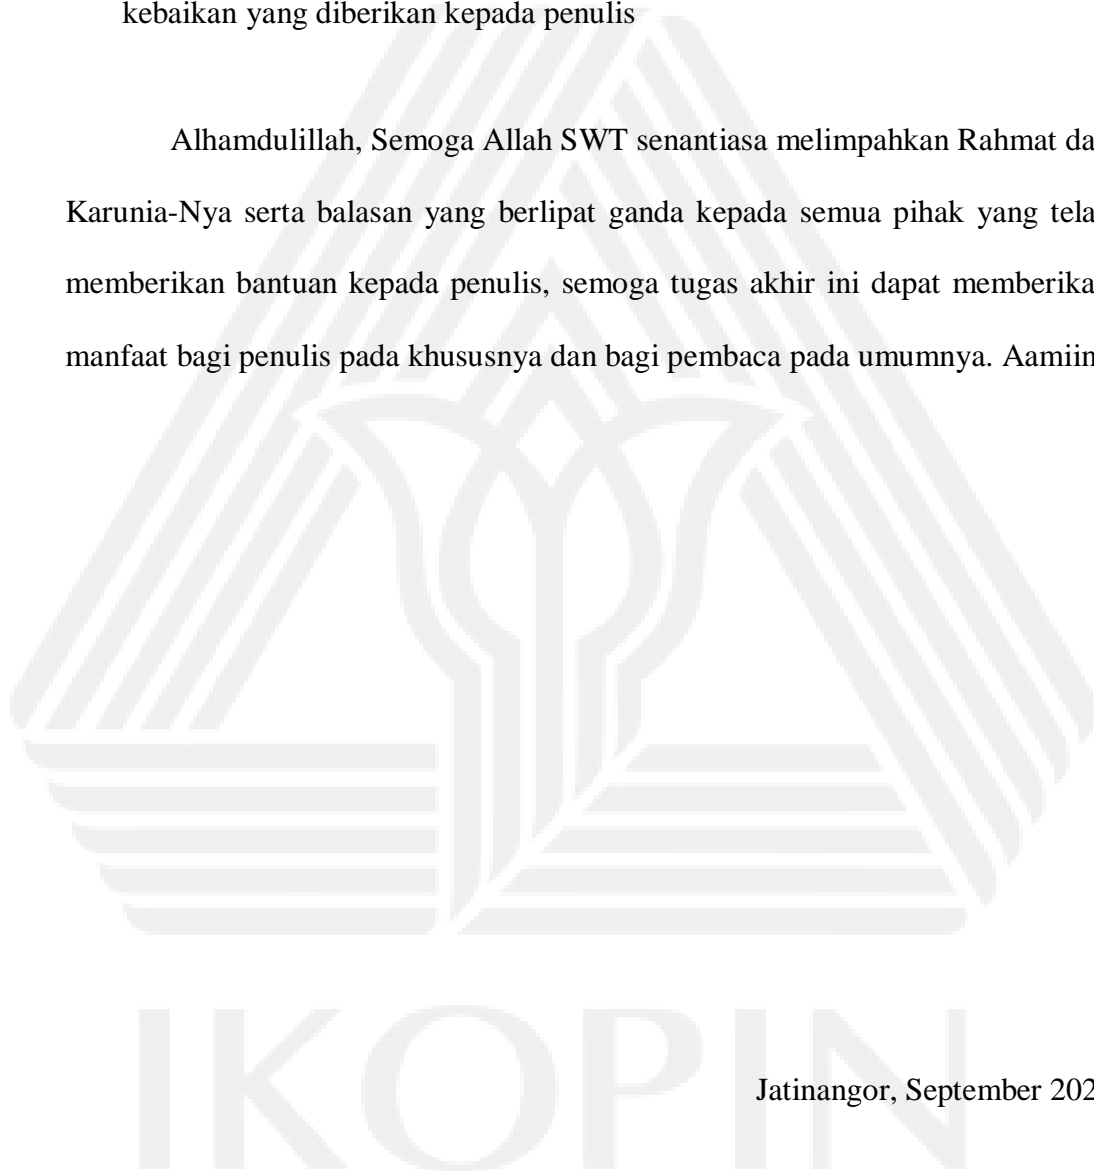 kebaikan yang diberikan kepada penulis
Alhamdulillah, Semoga Allah SWT senantiasa melimpahkan Rahmat da
Karunia-Nya serta balasan yang berlipat ganda kepada semua pihak yang tela
memberikan bantuan kepada penulis, semoga tugas akhir ini dapat memberika
manfaat bagi penulis pada khususnya dan bagi pembaca pada umumnya. Aamiin
IKOPIN
Jatinangor, September 202